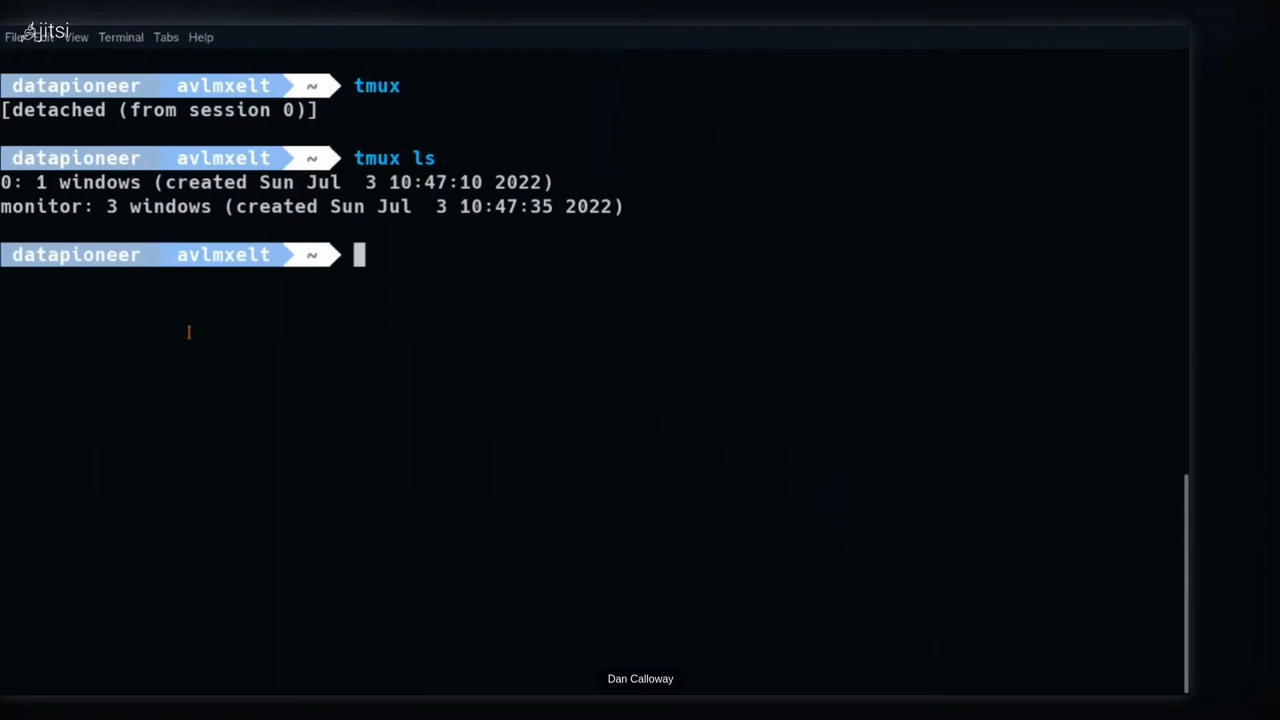 jitsi
File Edit View Terminal Tabs Help
datapioneer avlmxelt ~ tmux
[detached (from session 0)]
datapioneer avlmxelt ~ tmux ls
0: 1 windows (created Sun Jul  3 10:47:10 2022)
monitor: 3 windows (created Sun Jul  3 10:47:35 2022)
datapioneer avlmxelt ~
Dan Calloway